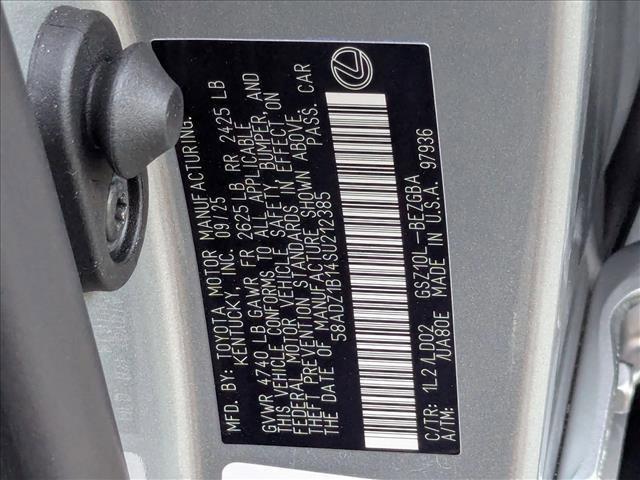 MFD. BY: TOYOTA MOTOR MANUFACTURING.
KENTUCKY, INC. 09/25
GVWR 4740 LB GAWR FR 2625 LB RR 2425 LB
THIS VEHICLE CONFORMS TO ALL APPLICABLE
FEDERAL MOTOR VEHICLE SAFETY, BUMPER, AND
THEFT PREVENTION STANDARDS IN EFFECT ON
THE DATE OF MANUFACTURE SHOWN ABOVE.
58ADZ1B14SU212385 PASS. CAR
C/TR: 1L2/LD02 GSZ10L-BEZGBA
A/TM: /UA80E MADE IN U.S.A. 97936